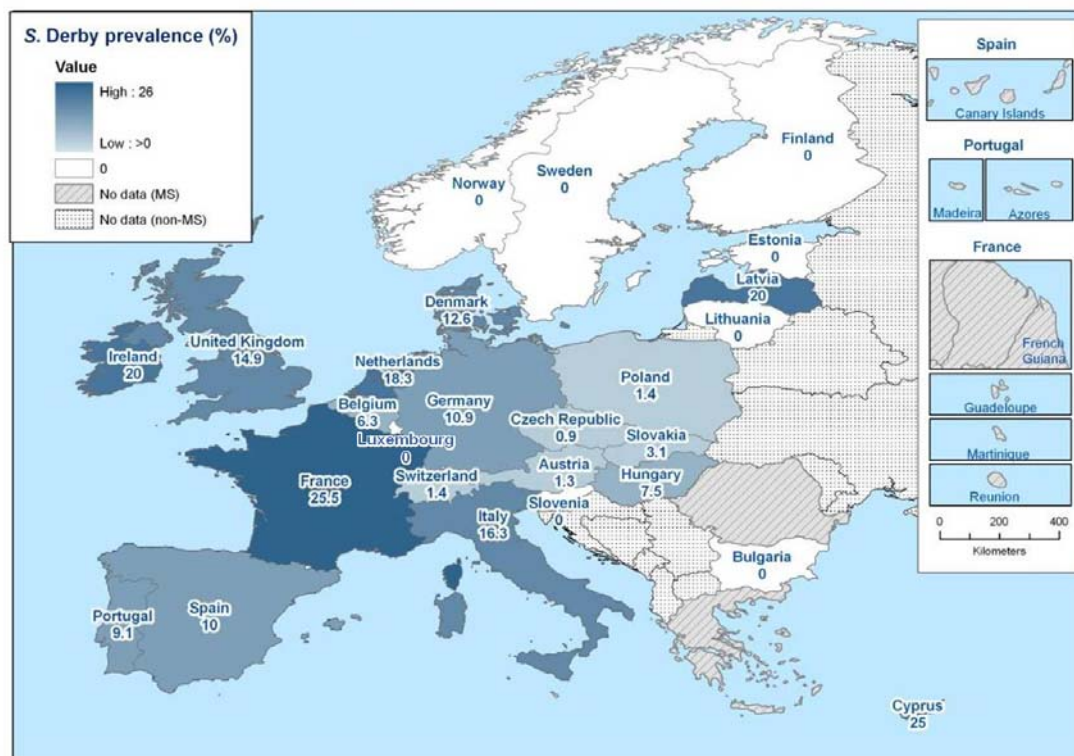 S. Derby prevalence (%)
Value
High : 26
Low : >0
0
No data (MS)
No data (non-MS)
Norway
0
Sweden
0
Finland
0
Estonia
0
Latvia
20
Lithuania
0
Denmark
12.6
United Kingdom
14.9
Ireland
20
Netherlands
18.3
Belgium
6.3
Germany
10.9
Poland
1.4
Czech Republic
0.9
Slovakia
3.1
Luxembourg
0
France
25.5
Switzerland
1.4
Austria
1.3
Hungary
7.5
Slovenia
0
Italy
16.3
Bulgaria
0
Portugal
9.1
Spain
10
Cyprus
25
Spain
Canary Islands
Portugal
Madeira
Azores
France
French
Guiana
Guadeloupe
Martinique
Reunion
0 200 400
Kilometers